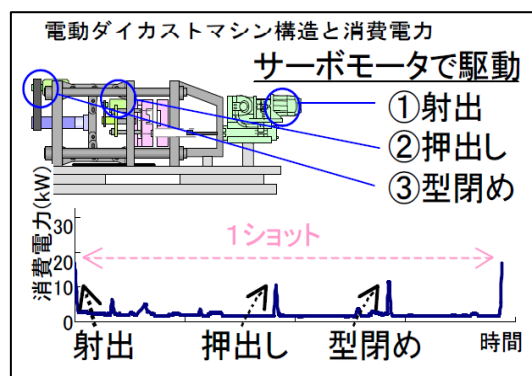 電動ダイカストマシン構造と消費電力
サーボモータで駆動
①射出
②押出し
③型閉め
消費電力(kW)
30
20
10
0
1ショット
射出
押出し
型閉め
時間